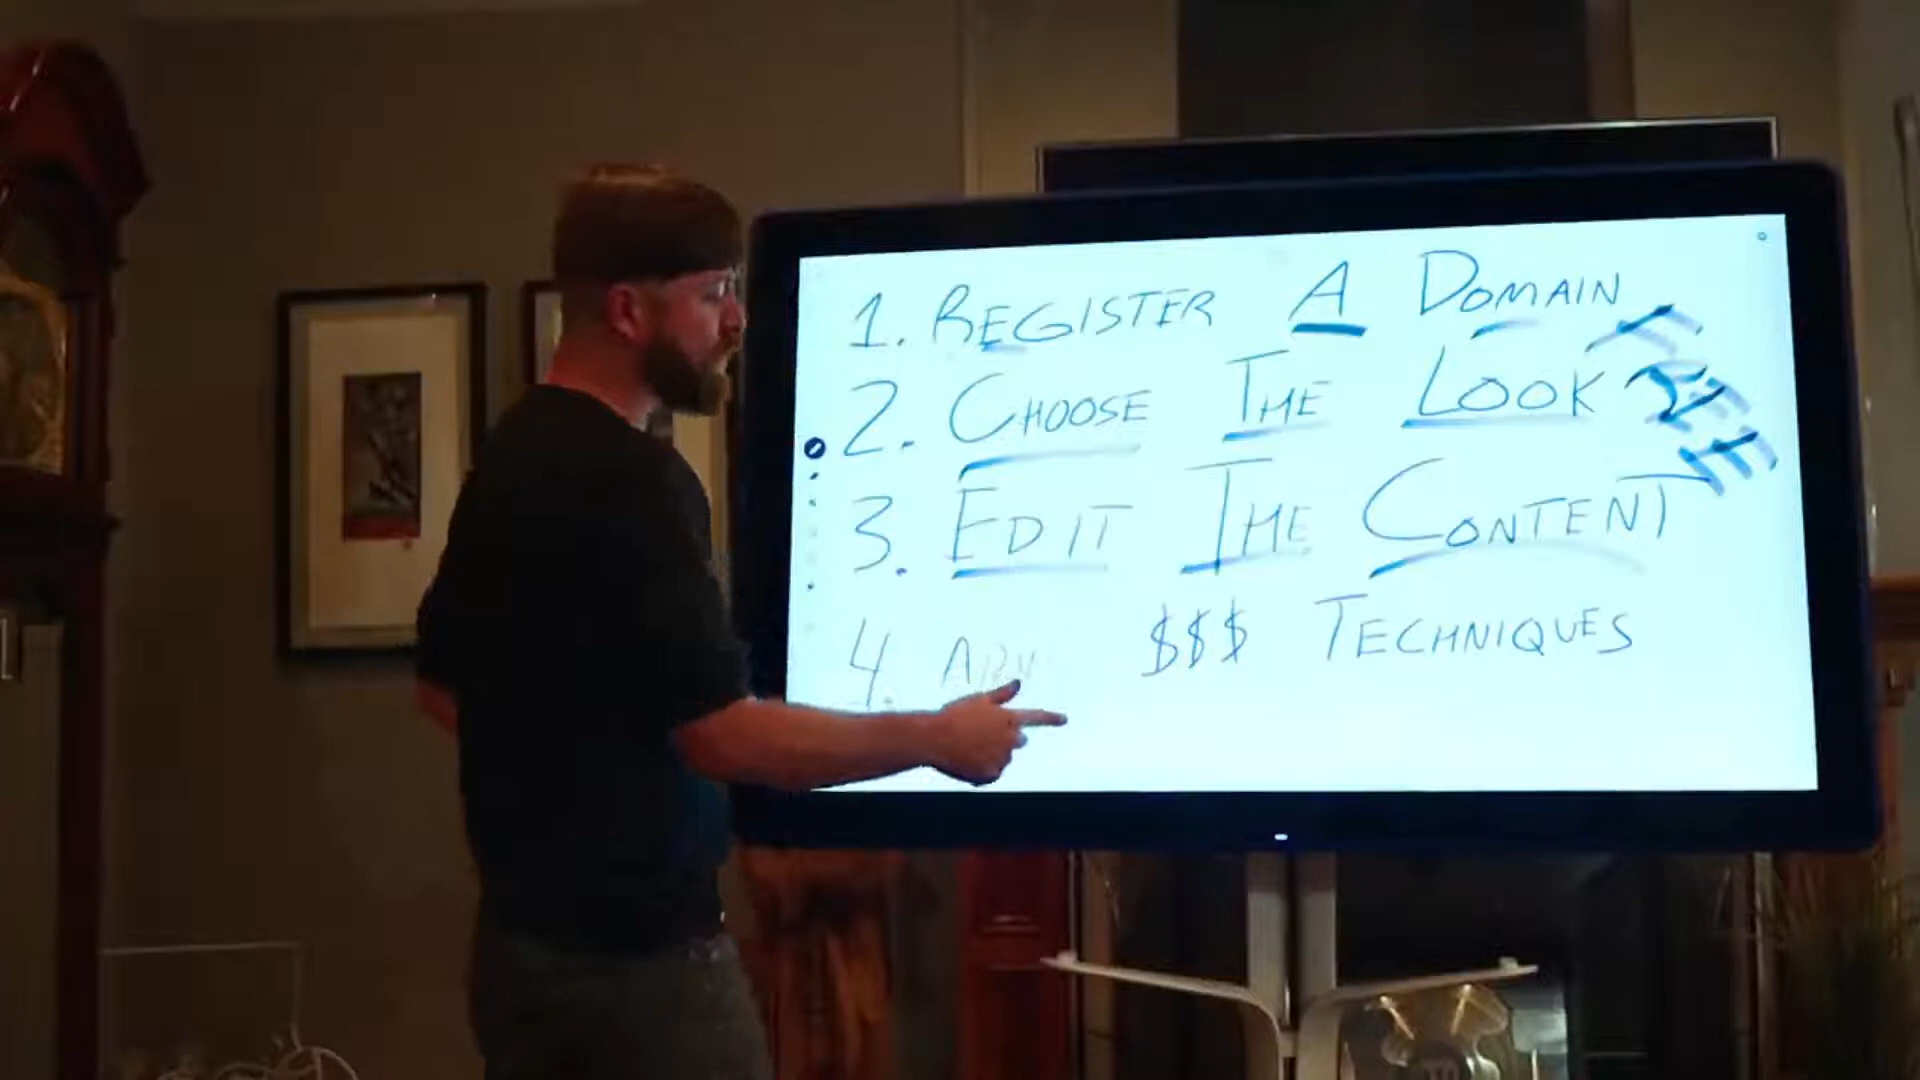 1. REGISTER A DOMAIN
2. CHOOSE THE LOOK
FREE
3. EDIT THE CONTENT
4. $$$ TECHNIQUES